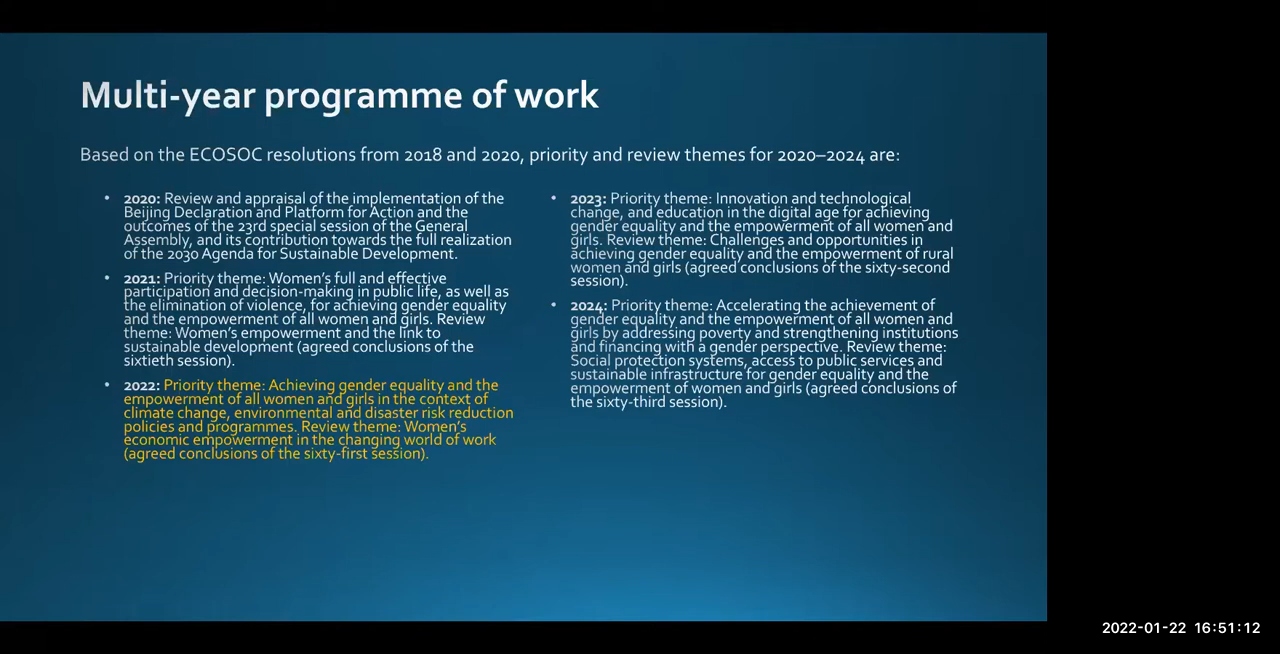 Multi-year programme of work
Based on the ECOSOC resolutions from 2018 and 2020, priority and review themes for 2020–2024 are:
• 2020: Review and appraisal of the implementation of the
Beijing Declaration and Platform for Action and the
outcomes of the 23rd special session of the General
Assembly, and its contribution towards the full realization
of the 2030 Agenda for Sustainable Development.
• 2021: Priority theme: Women's full and effective
participation and decision-making in public life, as well as
the elimination of violence, for achieving gender equality
and the empowerment of all women and girls. Review
theme: Women's empowerment and the link to
sustainable development (agreed conclusions of the
sixtieth session).
• 2022: Priority theme: Achieving gender equality and the
empowerment of all women and girls in the context of
climate change, environmental and disaster risk reduction
policies and programmes. Review theme: Women's
economic empowerment in the changing world of work
(agreed conclusions of the sixty-first session).
• 2023: Priority theme: Innovation and technological
change, and education in the digital age for achieving
gender equality and the empowerment of all women and
girls. Review theme: Challenges and opportunities in
achieving gender equality and the empowerment of rural
women and girls (agreed conclusions of the sixty-second
session).
• 2024: Priority theme: Accelerating the achievement of
gender equality and the empowerment of all women and
girls by addressing poverty and strengthening institutions
and financing with a gender perspective. Review theme:
Social protection systems, access to public services and
sustainable infrastructure for gender equality and the
empowerment of women and girls (agreed conclusions of
the sixty-third session).
2022-01-22 16:51:12